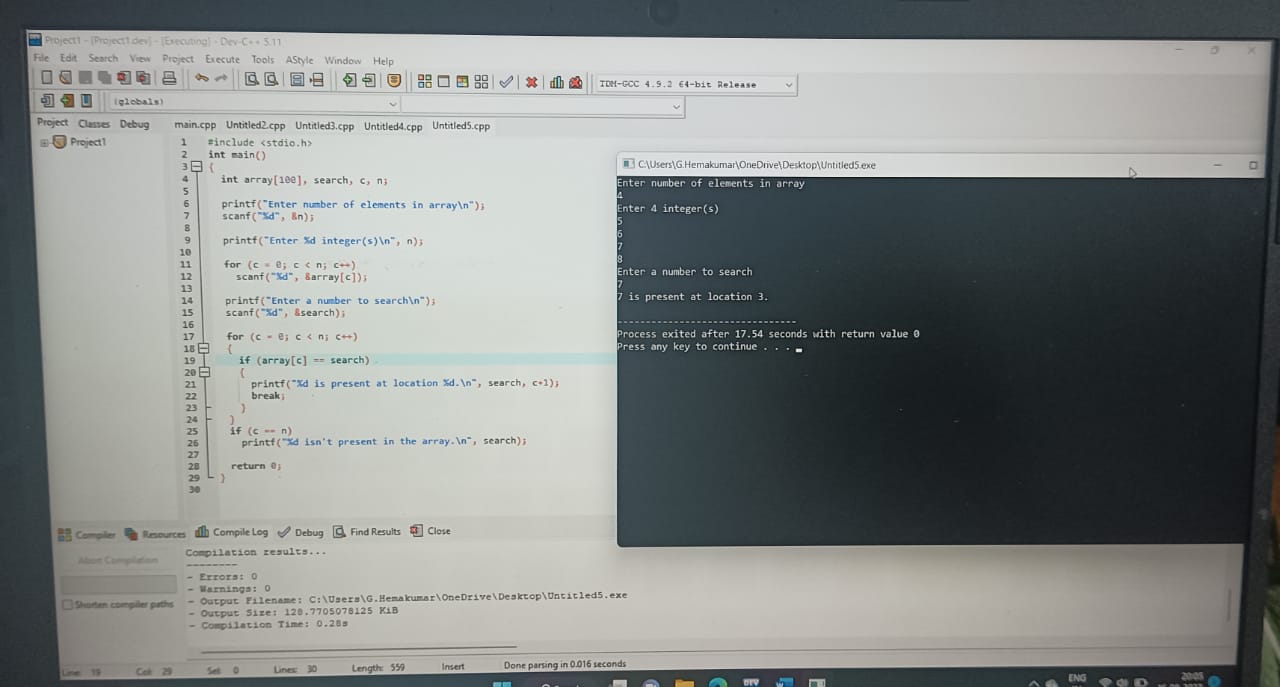 Project1 - [Project1.dev] - [Executing] - Dev-C++ 5.11
File Edit Search View Project Execute Tools AStyle Window Help
TDM-GCC 4.9.2 64-bit Release
(globals)
Project Classes Debug main.cpp Untitled2.cpp Untitled3.cpp Untitled4.cpp Untitled5.cpp
Project1
1 #include <stdio.h>
2 int main()
3 {
4 int array[100], search, c, n;
5
6 printf("Enter number of elements in array\n");
7 scanf("%d", &n);
8
9 printf("Enter %d integer(s)\n", n);
10
11 for (c = 0; c < n; c++)
12 scanf("%d", &array[c]);
13
14 printf("Enter a number to search\n");
15 scanf("%d", &search);
16
17 for (c = 0; c < n; c++)
18 {
19 if (array[c] == search)
20 {
21 printf("%d is present at location %d.\n", search, c+1);
22 break;
23 }
24 }
25 if (c == n)
26 printf("%d isn't present in the array.\n", search);
27
28 return 0;
29 }
30
C:\Users\G.Hemakumar\OneDrive\Desktop\Untitled5.exe
Enter number of elements in array
4
Enter 4 integer(s)
5
6
7
8
Enter a number to search
7
7 is present at location 3.
--------------------------------
Process exited after 17.54 seconds with return value 0
Press any key to continue . . .
Compiler Resources Compile Log Debug Find Results Close
Abort Compilation
Shorten compiler paths
Compilation results...
--------
- Errors: 0
- Warnings: 0
- Output Filename: C:\Users\G.Hemakumar\OneDrive\Desktop\Untitled5.exe
- Output Size: 128.7705078125 KiB
- Compilation Time: 0.28s
Line: 19 Col: 29 Sel: 0 Lines: 30 Length: 559 Insert Done parsing in 0.016 seconds
DEV W ENG 20:05